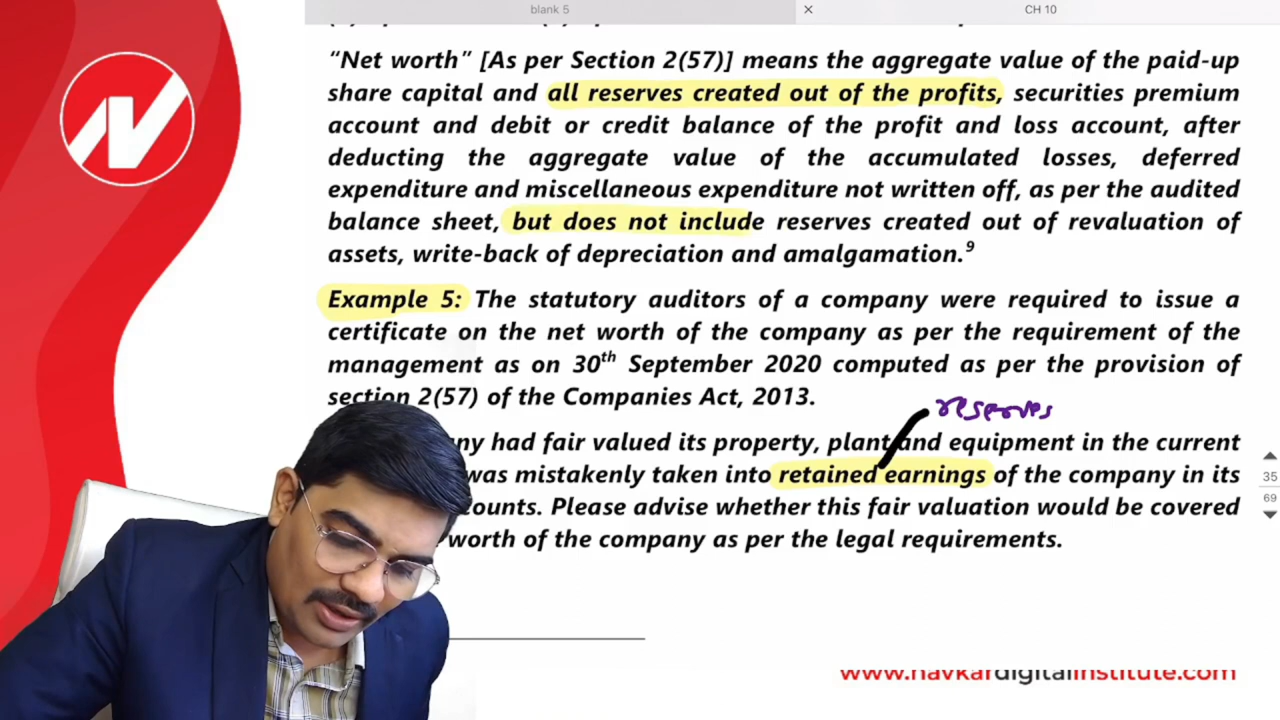 blank 5
CH 10
“Net worth” [As per Section 2(57)] means the aggregate value of the paid-up
share capital and all reserves created out of the profits, securities premium
account and debit or credit balance of the profit and loss account, after
deducting the aggregate value of the accumulated losses, deferred
expenditure and miscellaneous expenditure not written off, as per the audited
balance sheet, but does not include reserves created out of revaluation of
assets, write-back of depreciation and amalgamation.9
Example 5: The statutory auditors of a company were required to issue a
certificate on the net worth of the company as per the requirement of the
management as on 30th September 2020 computed as per the provision of
section 2(57) of the Companies Act, 2013.
reserves
had fair valued its property, plant and equipment in the current
was mistakenly taken into retained earnings of the company in its
Please advise whether this fair valuation would be covered
worth of the company as per the legal requirements.
35
69
www.navkardigitalinstitute.com